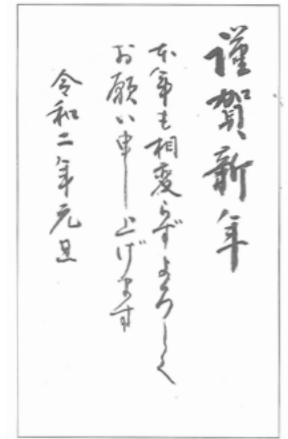 謹賀新年
本年も相変らずよろしく
お願い申し上げます
令和二年元旦